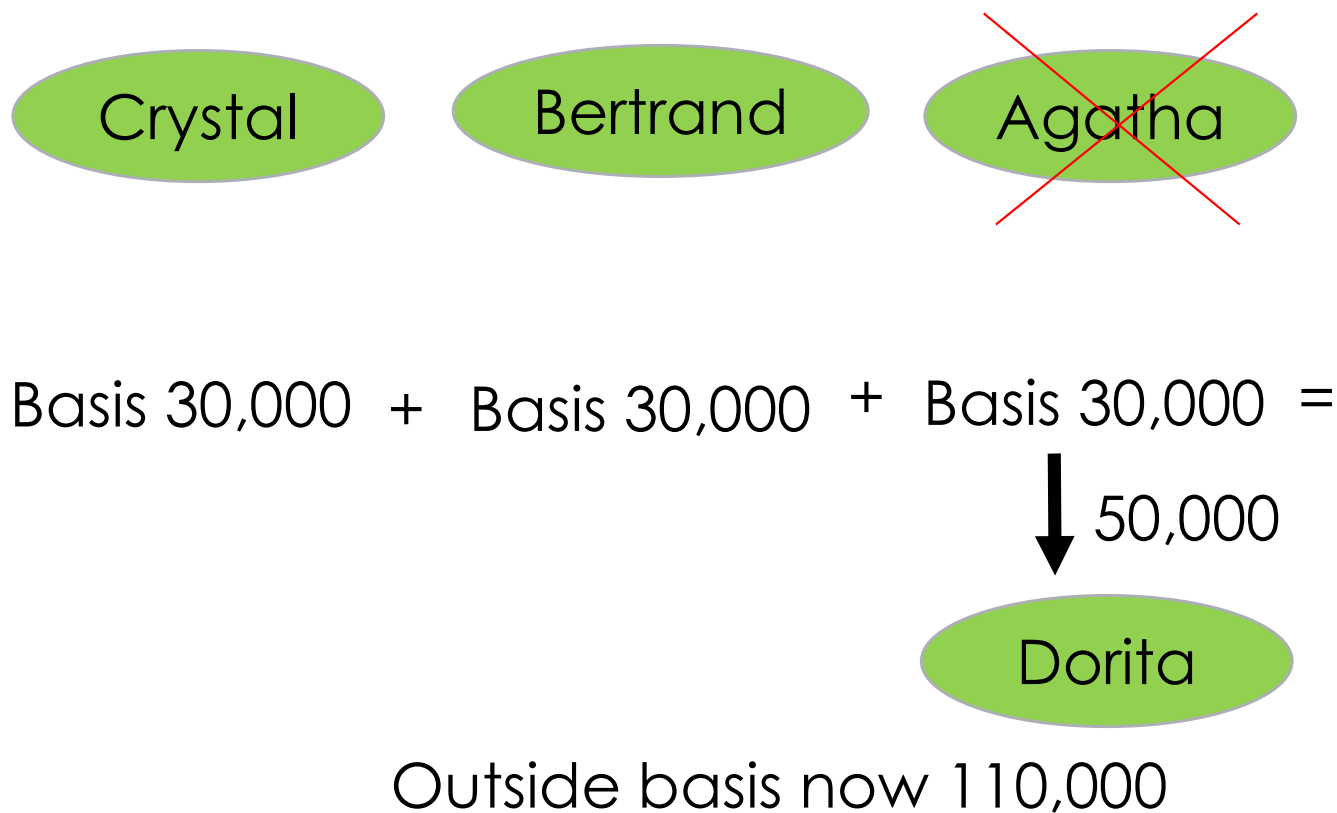 Crystal Bertrand Agatha
Basis 30,000 + Basis 30,000 + Basis 30,000 =
50,000
Dorita
Outside basis now 110,000